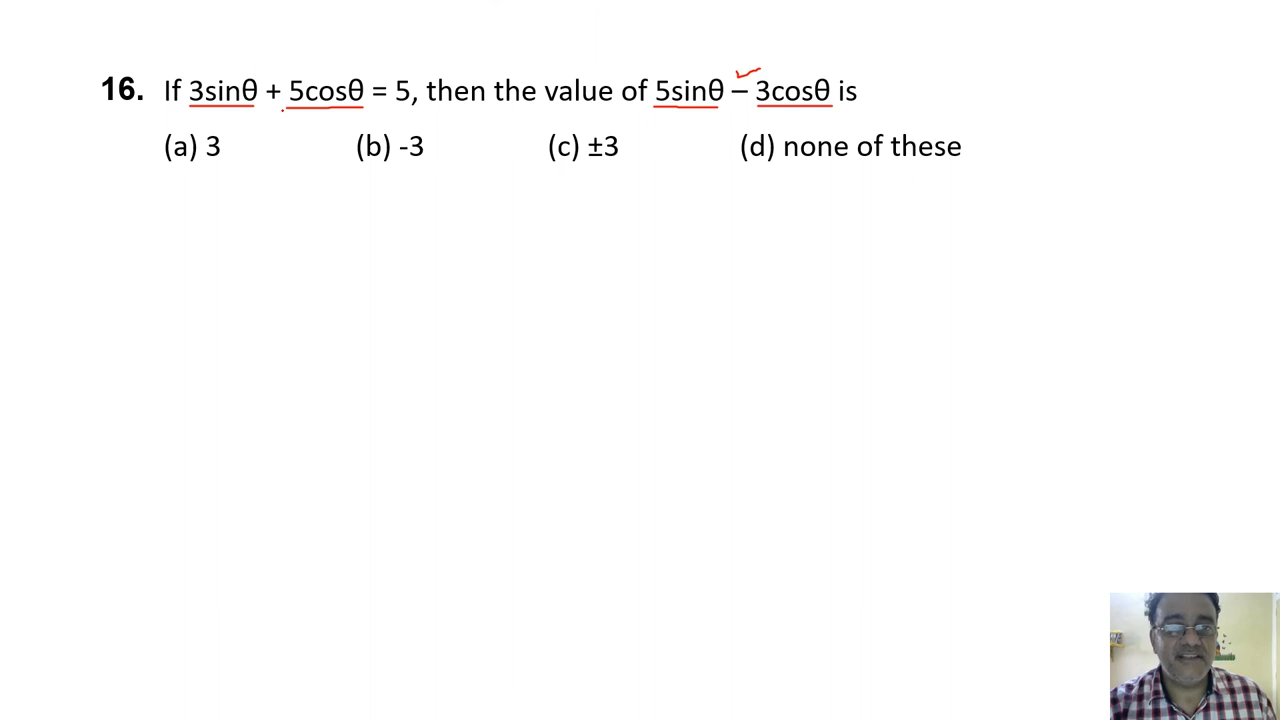 16. If 3sinθ + 5cosθ = 5, then the value of 5sinθ – 3cosθ is
(a) 3 (b) -3 (c) ±3 (d) none of these